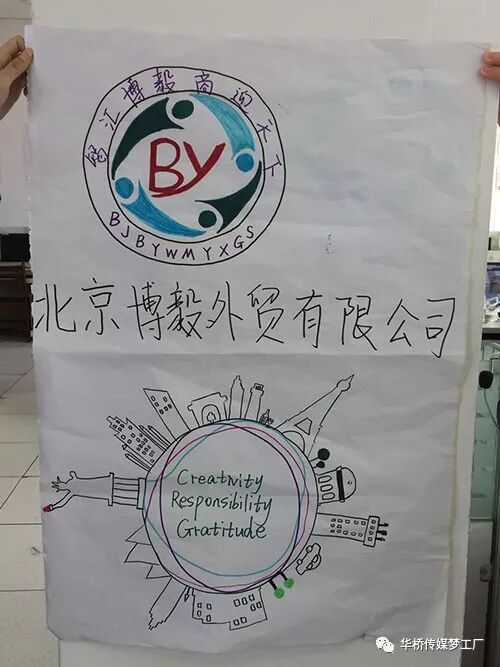 汇博毅商迎天下
BY
BJBYWMYXGS
北京博毅外贸有限公司
Creativity
Responsibility
Gratitude
华桥传媒梦工厂